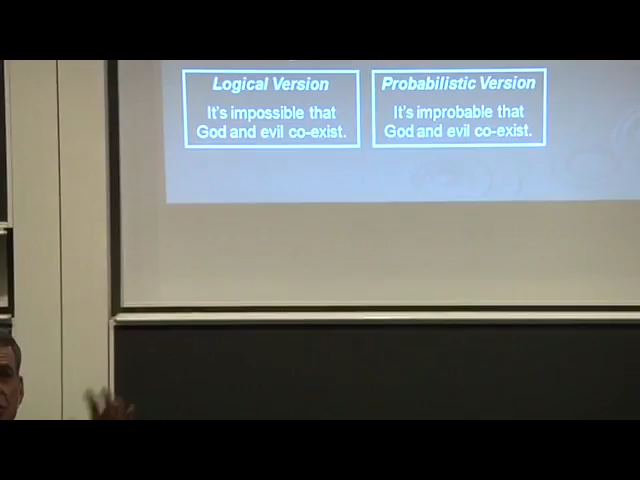 Logical Version
It's impossible that
God and evil co-exist.
Probabilistic Version
It's improbable that
God and evil co-exist.